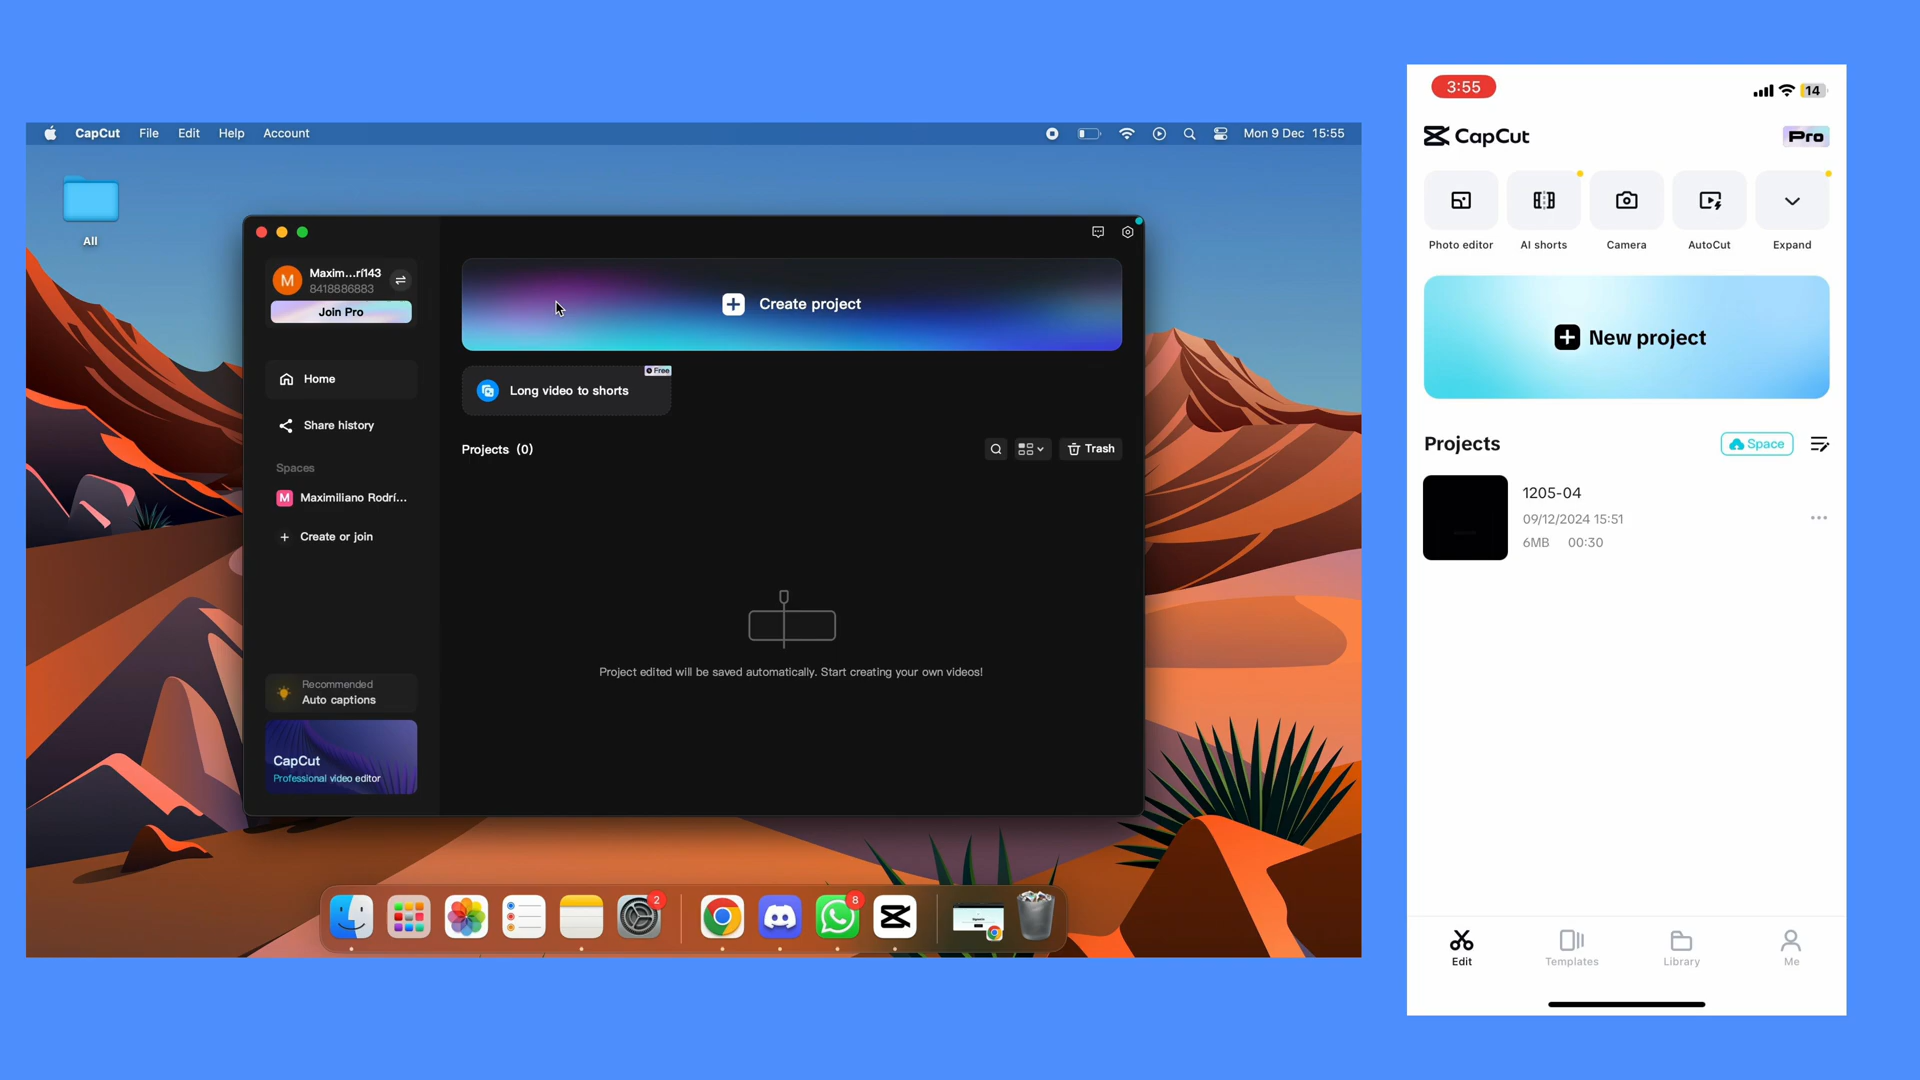 CapCut File Edit Help Account
Mon 9 Dec 15:55
All
M
Maxim...rí143
8418886883
Join Pro
Home
Share history
Spaces
M Maximiliano Rodrí...
+ Create or join
Recommended
Auto captions
CapCut
Professional video editor
Create project
Free
Long video to shorts
Projects (0)
Trash
Project edited will be saved automatically. Start creating your own videos!
2
8
3:55
14
CapCut
Pro
Photo editor
AI shorts
Camera
AutoCut
Expand
New project
Projects
Space
1205-04
09/12/2024 15:51
6MB 00:30
Edit
Templates
Library
Me